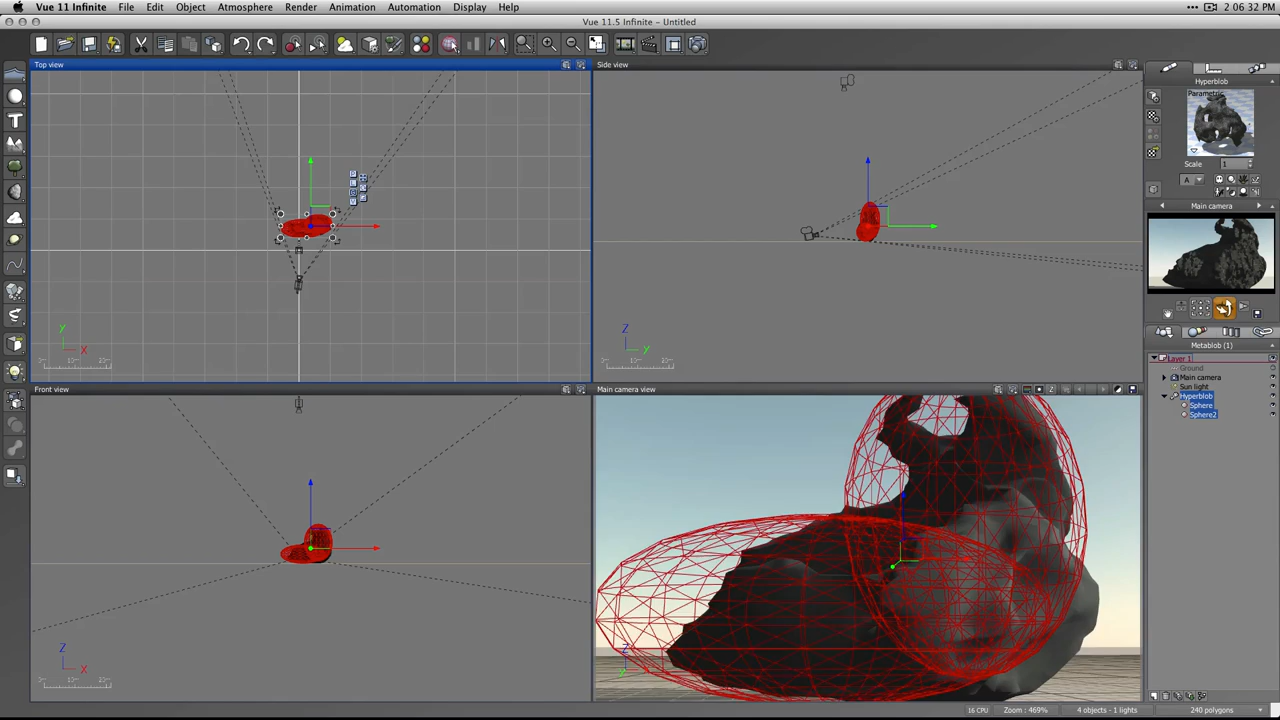 Vue 11 Infinite File Edit Object Atmosphere Render Animation Automation Display Help 2:06:32 PM
Vue 11.5 Infinite - Untitled
Top view
Side view
Hyperblob
Parametric
Scale 1
A
Main camera
Y
X
Z
Y
Metablob (1)
Layer 1
Ground
Main camera
Sun light
Hyperblob
Sphere
Sphere2
Front view
Main camera view
Z
X
Z
Y
16 CPU Zoom : 469% 4 objects - 1 lights 240 polygons